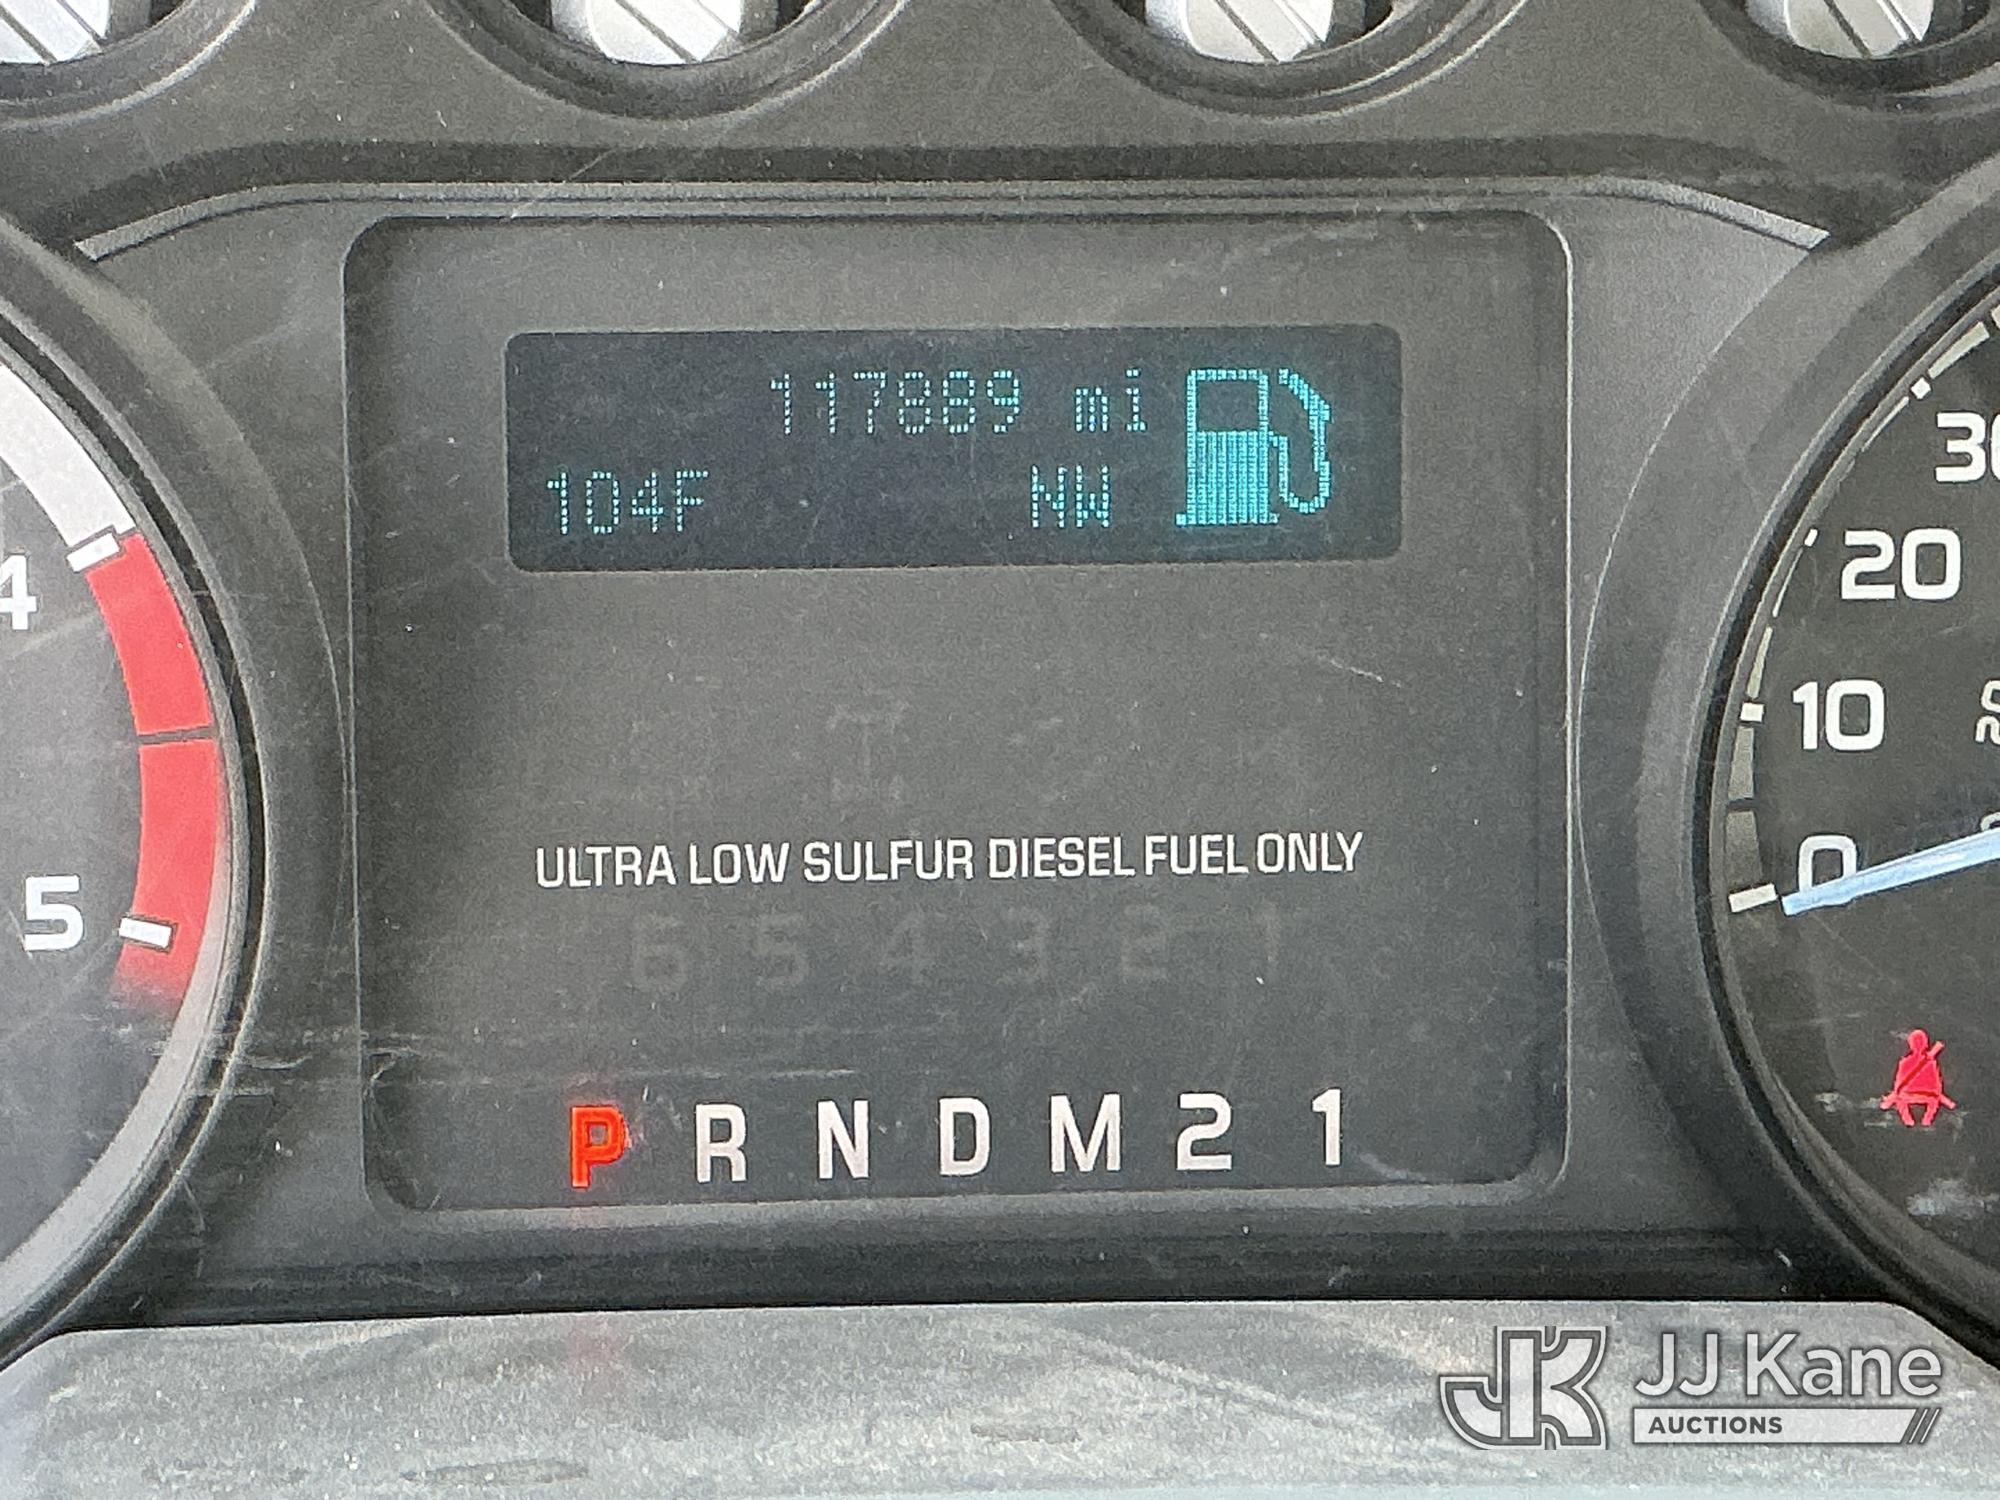 117889 mi
104F NW
ULTRA LOW SULFUR DIESEL FUEL ONLY
6 5 4 3 2 1
P R N D M 2 1
4
5
20
10
0
JK JJ Kane
AUCTIONS